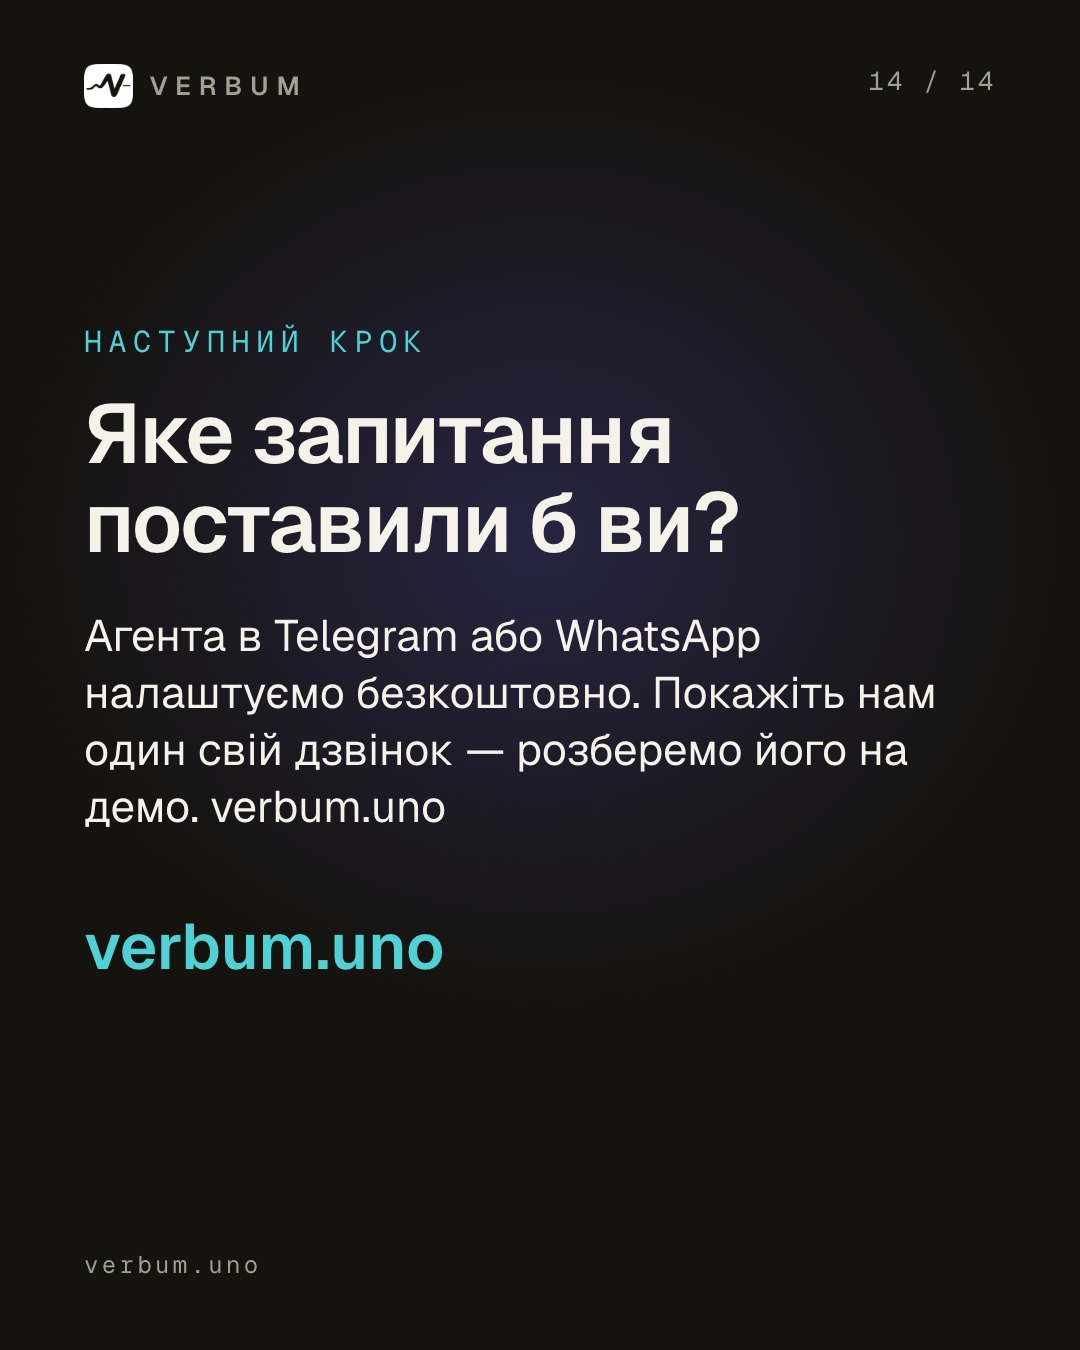 VERBUM
14 / 14
НАСТУПНИЙ КРОК
Яке запитання
поставили б ви?
Агента в Telegram або WhatsApp
налаштуємо безкоштовно. Покажіть нам
один свій дзвінок — розберемо його на
демо. verbum.uno
verbum.uno
verbum.uno